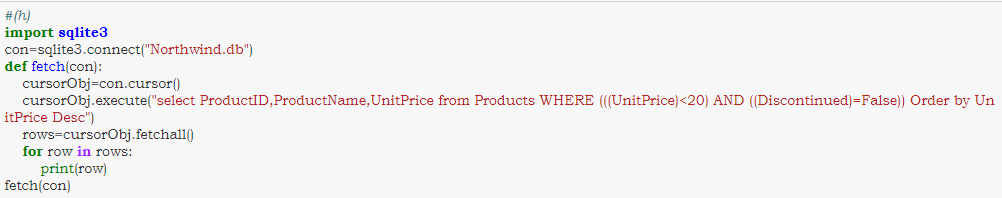 #(h)
import sqlite3
con=sqlite3.connect("Northwind.db")
def fetch(con):
    cursorObj=con.cursor()
    cursorObj.execute("select ProductID,ProductName,UnitPrice from Products WHERE (((UnitPrice)<20) AND ((Discontinued)=False)) Order by Un
itPrice Desc")
    rows=cursorObj.fetchall()
    for row in rows:
        print(row)
fetch(con)